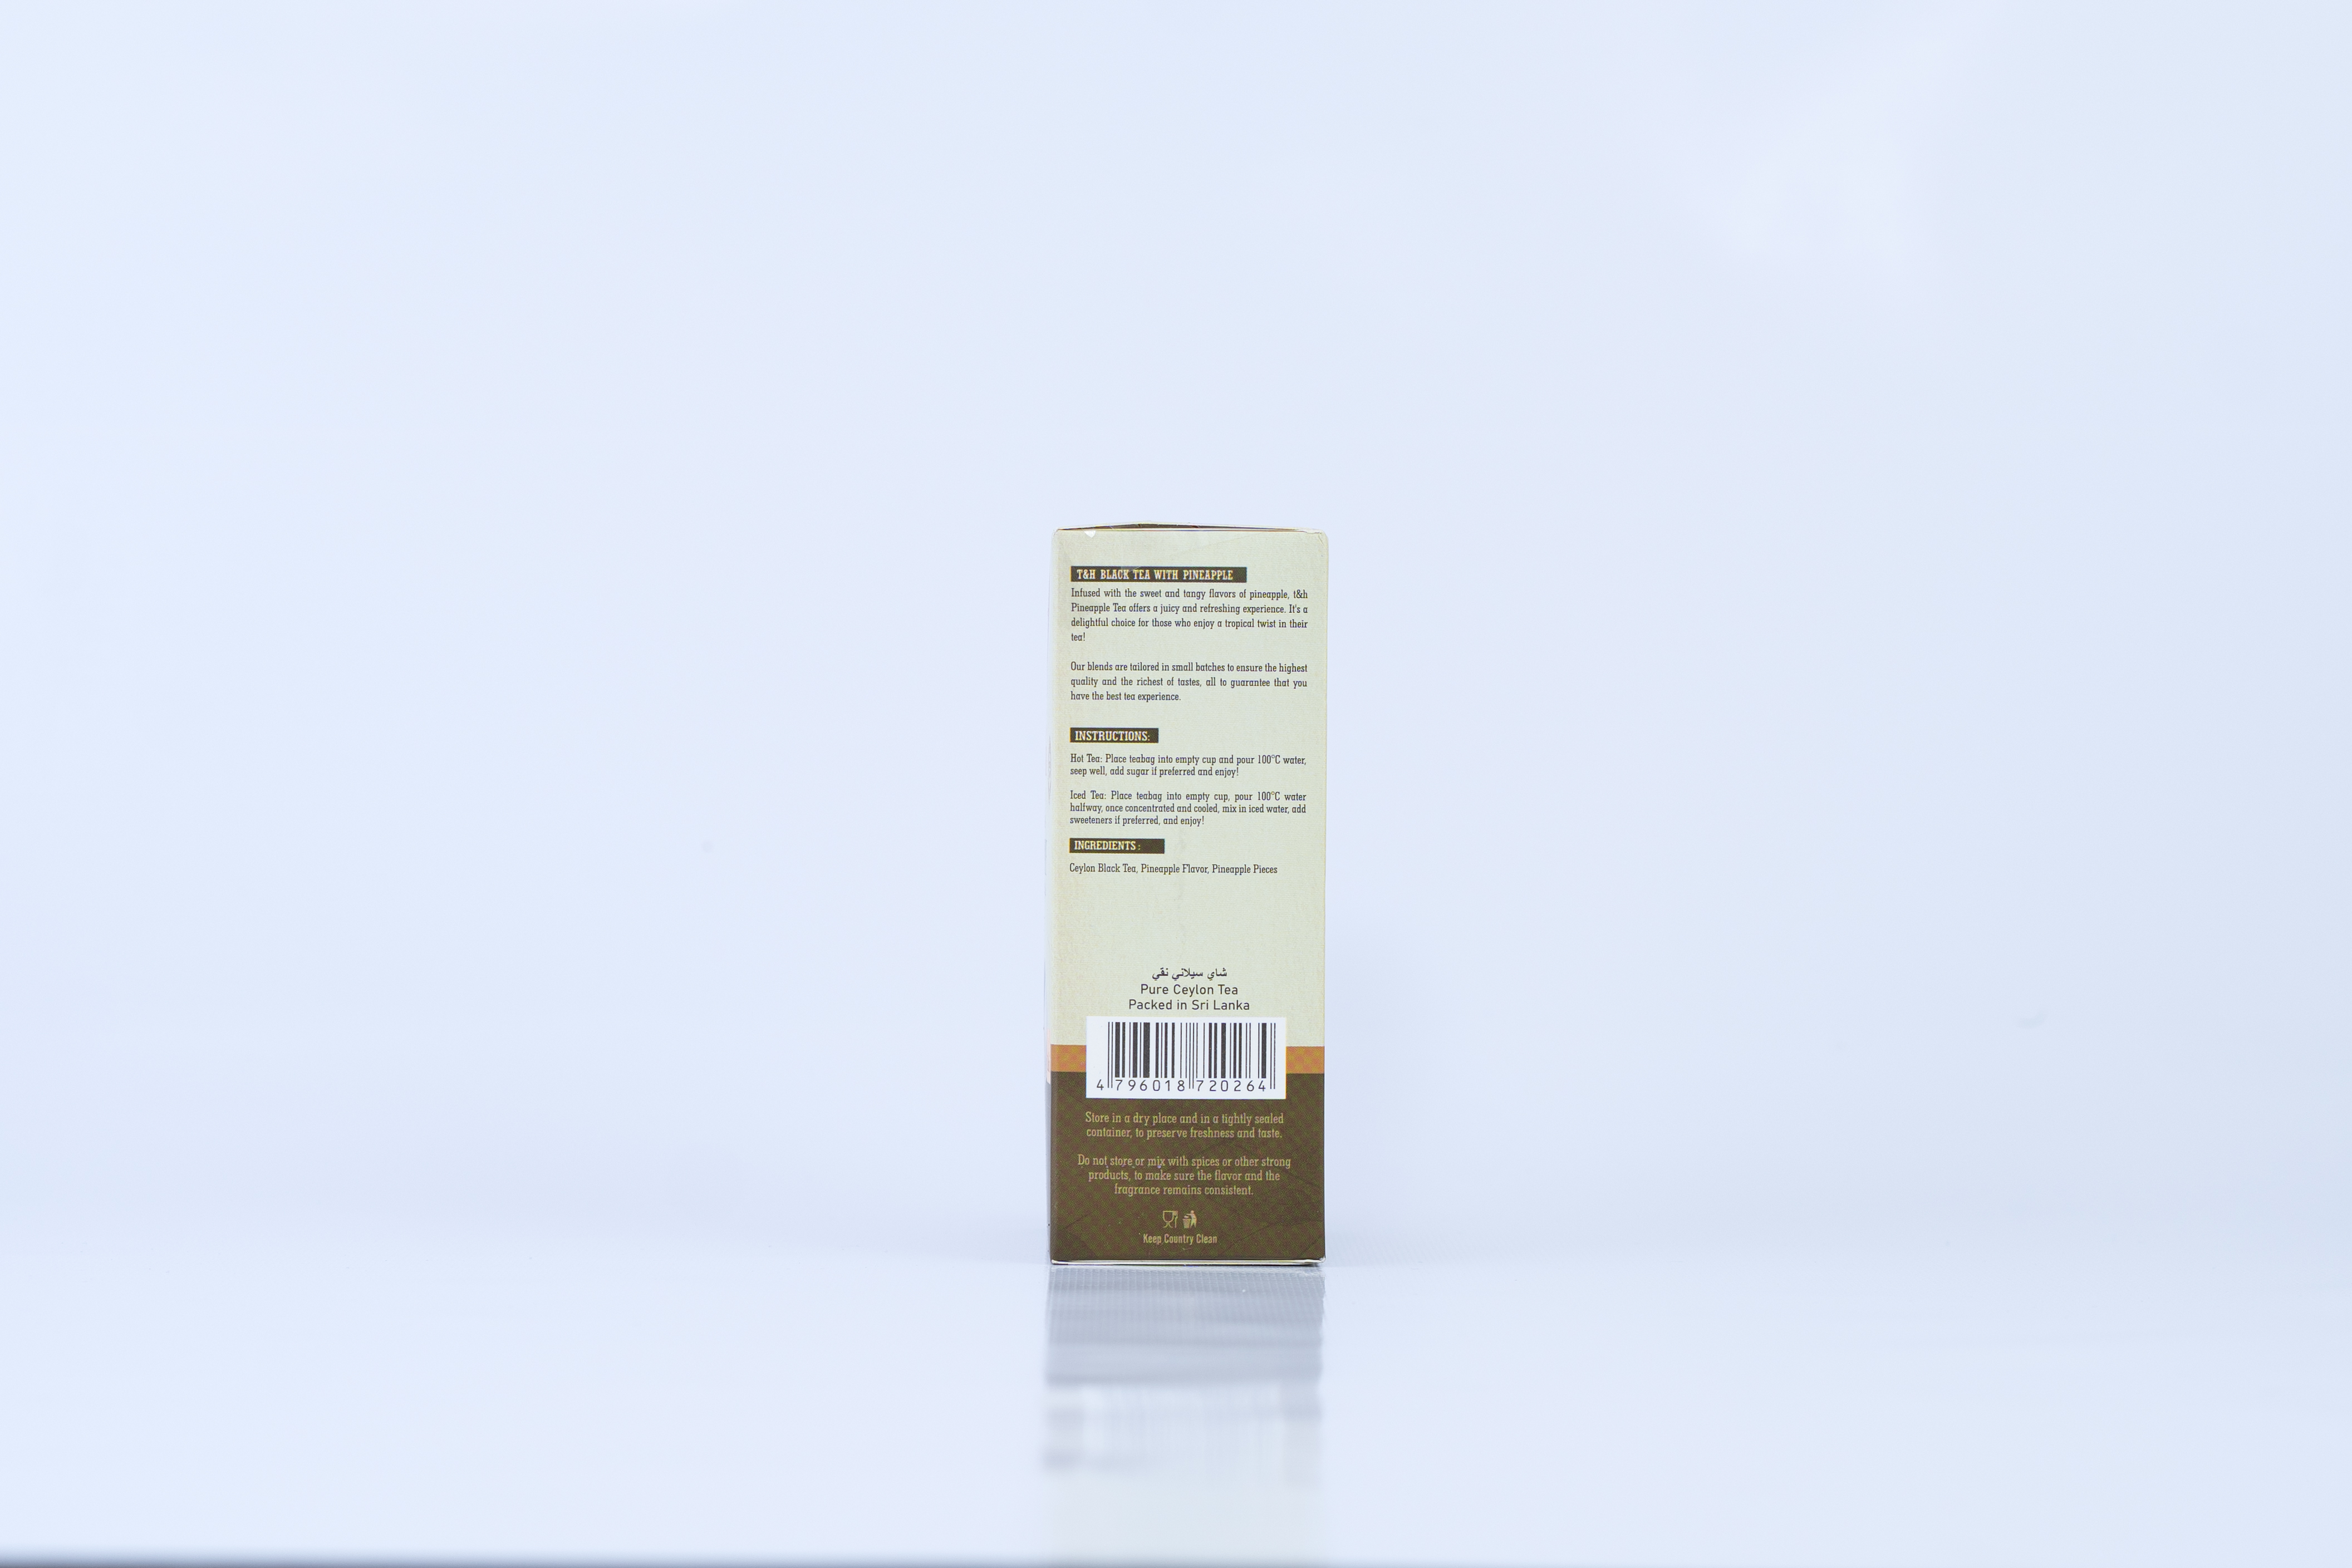 T&H BLACK TEA WITH PINEAPPLE
Infused with the sweet and tangy flavors of pineapple, t&h
Pineapple Tea offers a juicy and refreshing experience. It's a
delightful choice for those who enjoy a tropical twist in their
tea!
Our blends are tailored in small batches to ensure the highest
quality and the richest of tastes, all to guarantee that you
have the best tea experience.
INSTRUCTIONS:
Hot Tea: Place teabag into empty cup and pour 100°C water,
seep well, add sugar if preferred and enjoy!
Iced Tea: Place teabag into empty cup, pour 100°C water
halfway, once concentrated and cooled, mix in iced water, add
sweeteners if preferred, and enjoy!
INGREDIENTS :
Ceylon Black Tea, Pineapple Flavor, Pineapple Pieces
شاي سيلاني نقي
Pure Ceylon Tea
Packed in Sri Lanka
4 796018 720264
Store in a dry place and in a tightly sealed
container, to preserve freshness and taste.
Do not store or mix with spices or other strong
products, to make sure the flavor and the
fragrance remains consistent.
Keep Country Clean